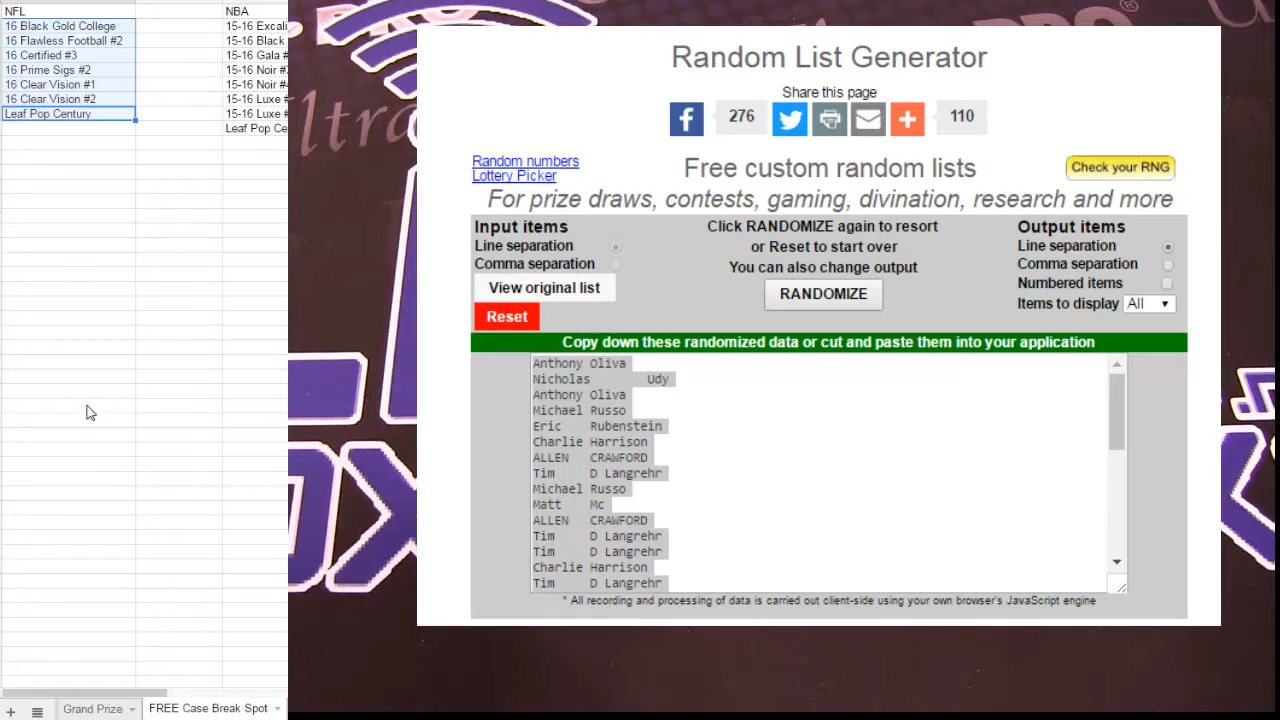 NFL
NBA
16 Black Gold College
15-16 Excali
16 Flawless Football #2
15-16 Black
16 Certified #3
15-16 Gala #
16 Prime Sigs #2
15-16 Noir #
16 Clear Vision #1
15-16 Noir #
16 Clear Vision #2
15-16 Luxe #
Leaf Pop Century
15-16 Luxe #
Leaf Pop Ce
Grand Prize
FREE Case Break Spot
Random List Generator
Share this page
276
110
Random numbers
Lottery Picker
Free custom random lists
Check your RNG
For prize draws, contests, gaming, divination, research and more
Input items
Line separation
Comma separation
View original list
Reset
Click RANDOMIZE again to resort
or Reset to start over
You can also change output
RANDOMIZE
Output items
Line separation
Comma separation
Numbered items
Items to display All
Copy down these randomized data or cut and paste them into your application
Anthony Oliva
Nicholas Udy
Anthony Oliva
Michael Russo
Eric Rubenstein
Charlie Harrison
ALLEN CRAWFORD
Tim D Langrehr
Michael Russo
Matt Mc
ALLEN CRAWFORD
Tim D Langrehr
Tim D Langrehr
Charlie Harrison
Tim D Langrehr
* All recording and processing of data is carried out client-side using your own browser's JavaScript engine